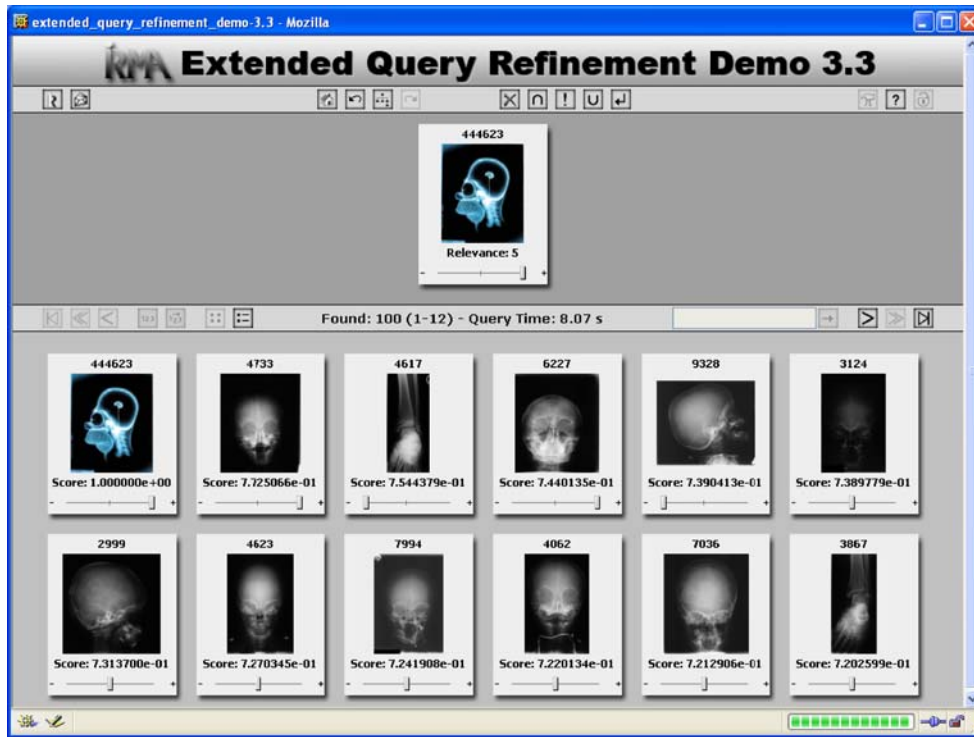 extended_query_refinement_demo-3.3 - Mozilla
IRMA Extended Query Refinement Demo 3.3
?
444623
Relevance: 5
- +
Found: 100 (1-12) - Query Time: 8.07 s
444623 4733 4617 6227 9328 3124
Score: 1.000000e+00 Score: 7.725066e-01 Score: 7.544379e-01 Score: 7.440135e-01 Score: 7.390413e-01 Score: 7.389779e-01
- + - + - + - + - + - +
2999 4623 7994 4062 7036 3867
Score: 7.313700e-01 Score: 7.270345e-01 Score: 7.241908e-01 Score: 7.220134e-01 Score: 7.212906e-01 Score: 7.202599e-01
- + - + - + - + - + - +